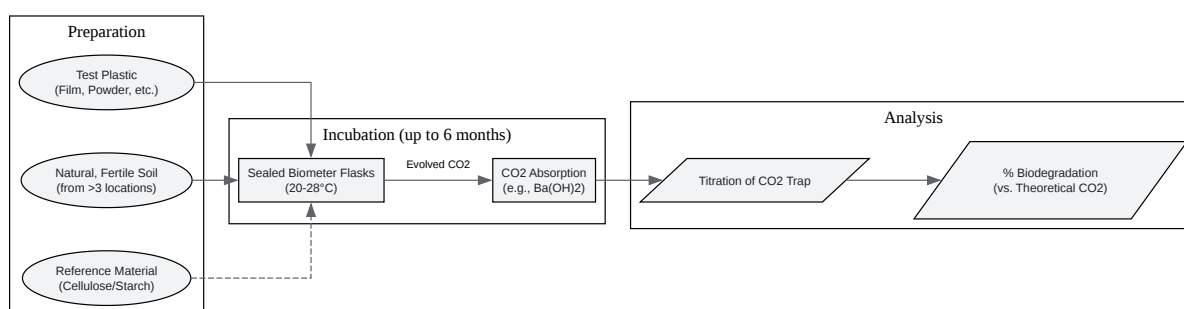 Preparation
Test Plastic
(Film, Powder, etc.)
Natural, Fertile Soil
(from >3 locations)
Reference Material
(Cellulose/Starch)
Incubation (up to 6 months)
Sealed Biometer Flasks
(20-28°C)
Evolved CO2
CO2 Absorption
(e.g., Ba(OH)2)
Analysis
Titration of CO2 Trap
% Biodegradation
(vs. Theoretical CO2)